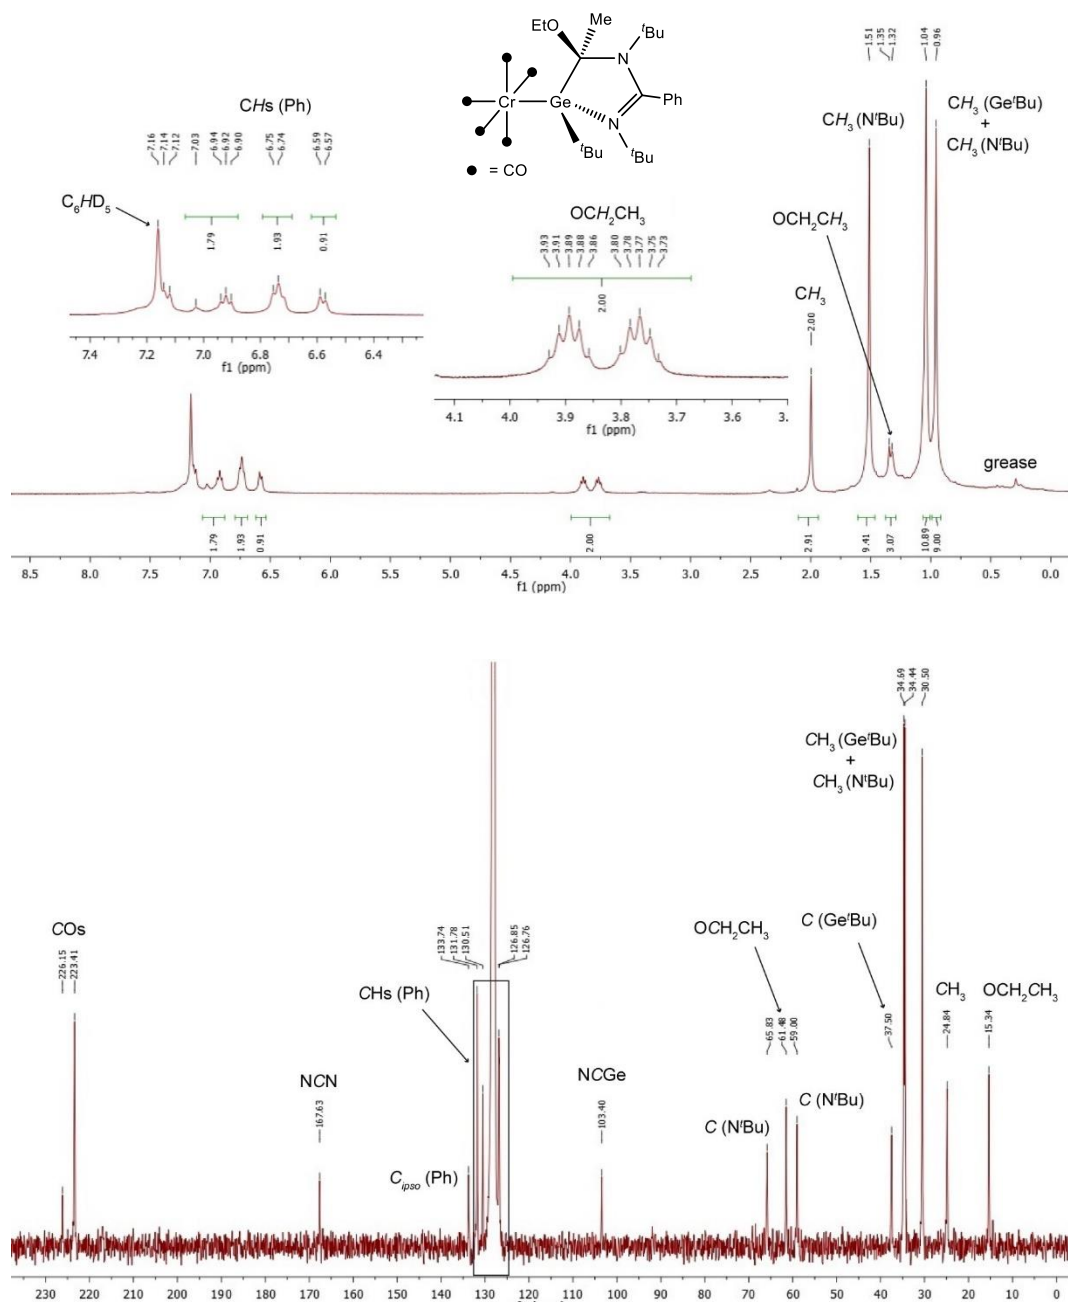 EtO
Me
N
ᵗBu
Cr
Ge
Ph
N
ᵗBu
ᵗBu
● = CO
1.51
1.35
1.32
1.04
0.96
CH₃ (NᵗBu)
CH₃ (GeᵗBu)
+
CH₃ (NᵗBu)
CHs (Ph)
7.16
7.14
7.12
7.03
6.94
6.92
6.90
6.75
6.74
6.59
6.57
C₆HD₅
1.79
1.93
0.91
7.4 7.2 7.0 6.8 6.6 6.4
f1 (ppm)
OCH₂CH₃
3.93
3.91
3.89
3.88
3.86
3.80
3.78
3.77
3.75
3.73
2.00
4.1 4.0 3.9 3.8 3.7 3.6 3.
f1 (ppm)
OCH₂CH₃
CH₃
2.00
grease
1.79
1.93
0.91
2.00
2.91
9.41
3.07
10.89
9.00
8.5 8.0 7.5 7.0 6.5 6.0 5.5 5.0 4.5 4.0 3.5 3.0 2.5 2.0 1.5 1.0 0.5 0.0
f1 (ppm)
34.69
34.44
30.50
CH₃ (GeᵗBu)
+
CH₃ (NᵗBu)
COs
226.15
223.41
133.74
131.78
130.51
126.85
126.76
CHs (Ph)
OCH₂CH₃
C (GeᵗBu)
65.83
61.48
59.00
37.50
CH₃
24.84
OCH₂CH₃
15.34
NCN
167.63
NCGe
103.40
C (NᵗBu)
C (NᵗBu)
Cᵢₚₛₒ (Ph)
230 220 210 200 190 180 170 160 150 140 130 120 110 100 90 80 70 60 50 40 30 20 10 0